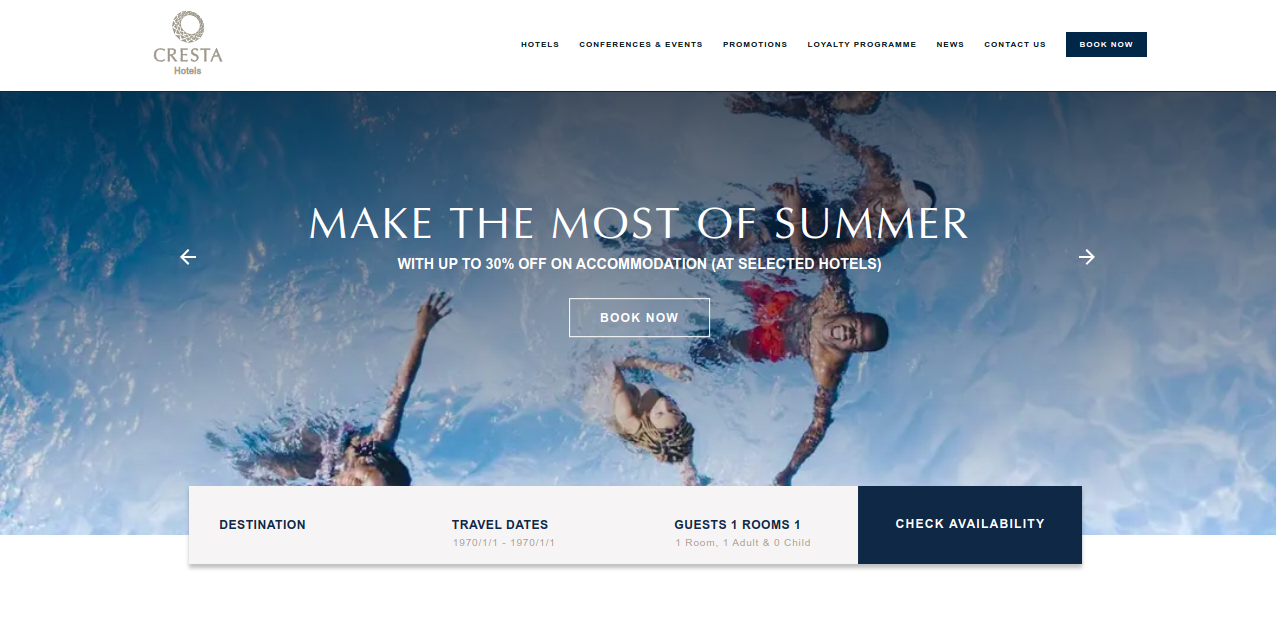 CRESTA
Hotels
HOTELS
CONFERENCES & EVENTS
PROMOTIONS
LOYALTY PROGRAMME
NEWS
CONTACT US
BOOK NOW
MAKE THE MOST OF SUMMER
WITH UP TO 30% OFF ON ACCOMMODATION (AT SELECTED HOTELS)
BOOK NOW
DESTINATION
TRAVEL DATES
1970/1/1 - 1970/1/1
GUESTS 1 ROOMS 1
1 Room, 1 Adult & 0 Child
CHECK AVAILABILITY